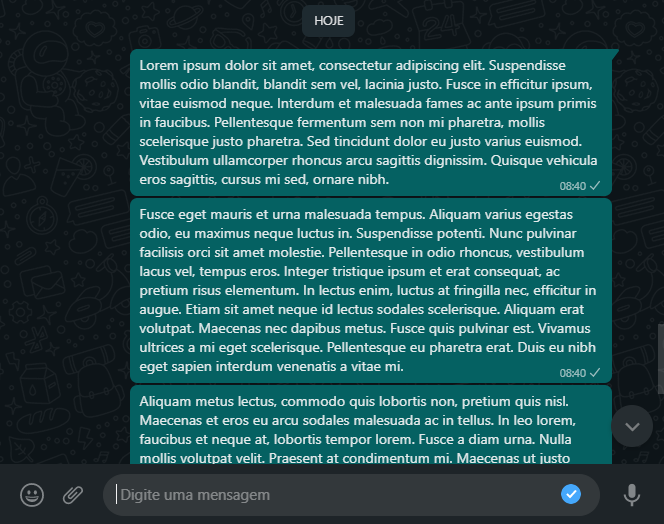 HOJE
Lorem ipsum dolor sit amet, consectetur adipiscing elit. Suspendisse
mollis odio blandit, blandit sem vel, lacinia justo. Fusce in efficitur ipsum,
vitae euismod neque. Interdum et malesuada fames ac ante ipsum primis
in faucibus. Pellentesque fermentum sem non mi pharetra, mollis
scelerisque justo pharetra. Sed tincidunt dolor eu justo varius euismod.
Vestibulum ullamcorper rhoncus arcu sagittis dignissim. Quisque vehicula
eros sagittis, cursus mi sed, ornare nibh.
08:40
Fusce eget mauris et urna malesuada tempus. Aliquam varius egestas
odio, eu maximus neque luctus in. Suspendisse potenti. Nunc pulvinar
facilisis orci sit amet molestie. Pellentesque in odio rhoncus, vestibulum
lacus vel, tempus eros. Integer tristique ipsum et erat consequat, ac
pretium risus elementum. In lectus enim, luctus at fringilla nec, efficitur in
augue. Etiam sit amet neque id lectus sodales scelerisque. Aliquam erat
volutpat. Maecenas nec dapibus metus. Fusce quis pulvinar est. Vivamus
ultrices a mi eget scelerisque. Pellentesque eu pharetra erat. Duis eu nibh
eget sapien interdum venenatis a vitae mi.
08:40
Aliquam metus lectus, commodo quis lobortis non, pretium quis nisl.
Maecenas et eros eu arcu sodales malesuada ac in tellus. In leo lorem,
faucibus et neque at, lobortis tempor lorem. Fusce a diam urna. Nulla
mollis volutpat velit. Praesent at condimentum mi. Maecenas ut justo
Digite uma mensagem